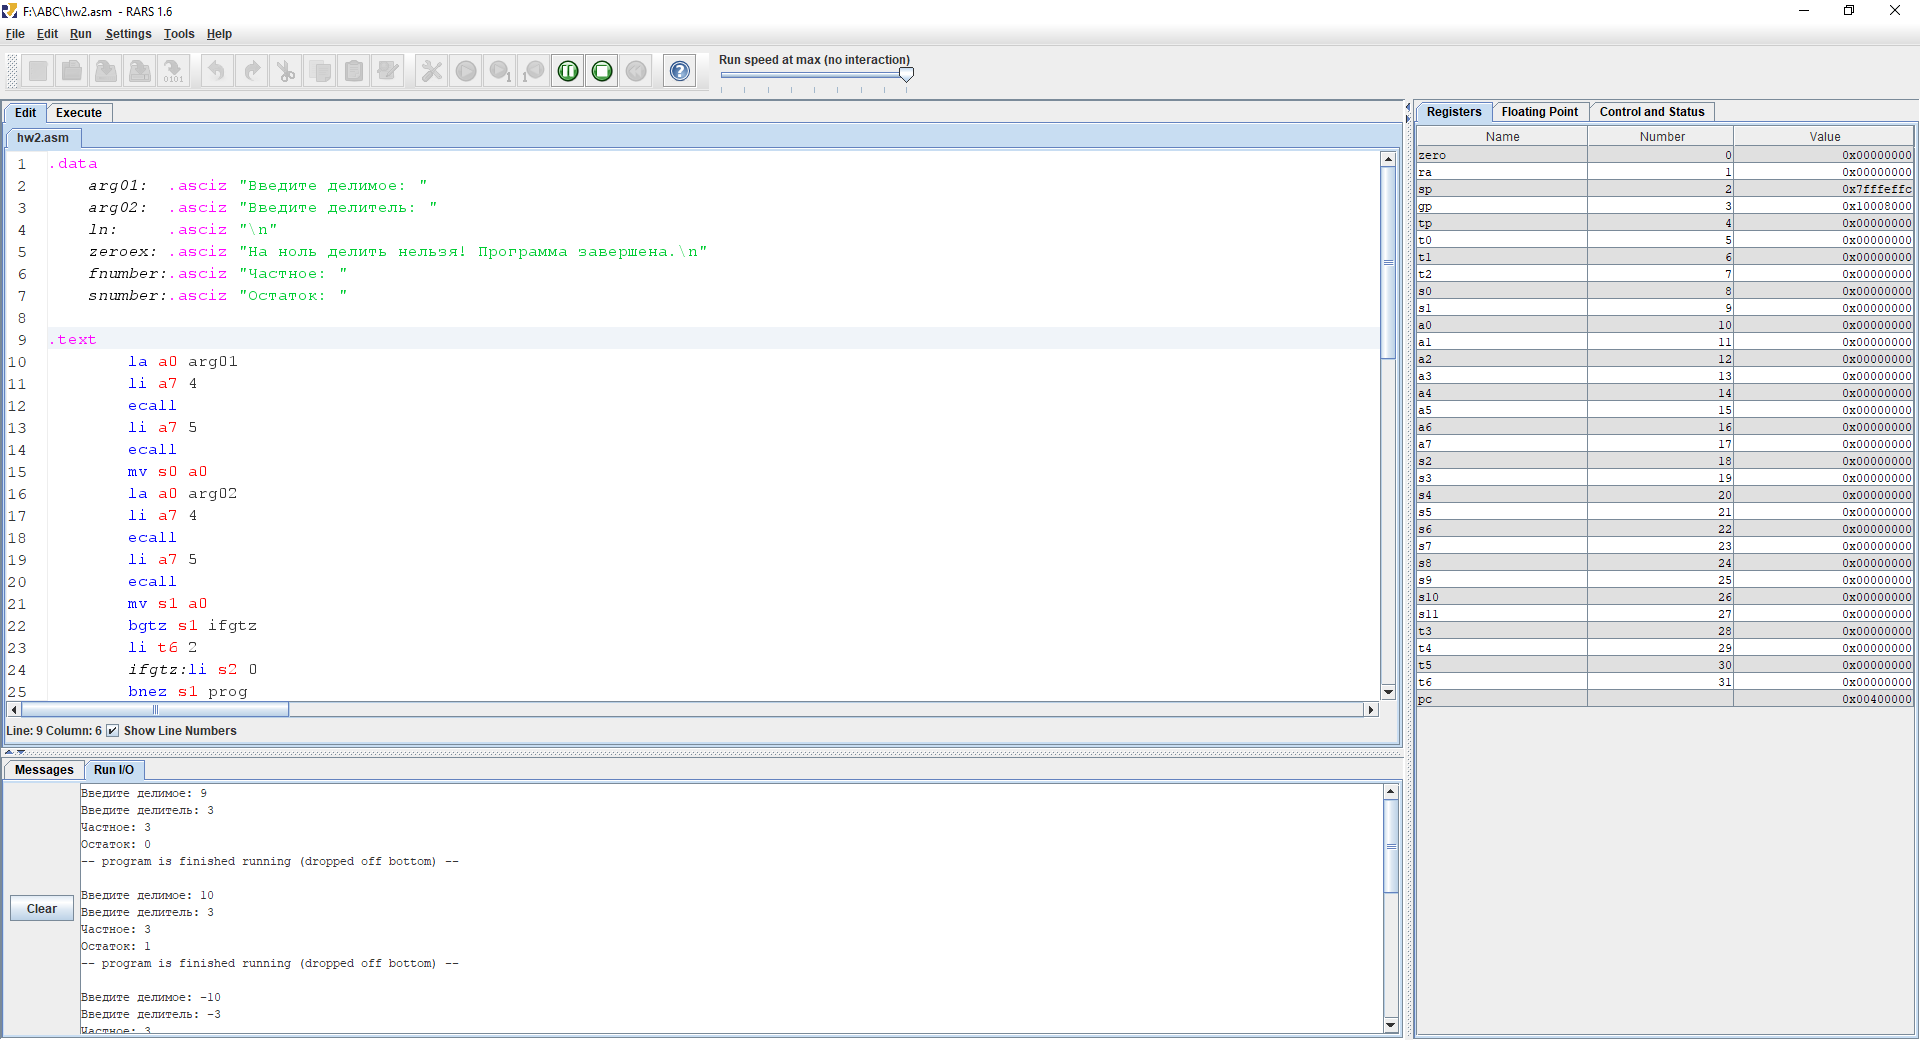 F:\ABC\hw2.asm - RARS 1.6
File Edit Run Settings Tools Help
Run speed at max (no interaction)
Edit Execute
hw2.asm
1 .data
2 arg01: .asciz "Введите делимое: "
3 arg02: .asciz "Введите делитель: "
4 ln: .asciz "\n"
5 zeroex: .asciz "На ноль делить нельзя! Программа завершена.\n"
6 fnumber:.asciz "Частное: "
7 snumber:.asciz "Остаток: "
8
9 .text
10 la a0 arg01
11 li a7 4
12 ecall
13 li a7 5
14 ecall
15 mv s0 a0
16 la a0 arg02
17 li a7 4
18 ecall
19 li a7 5
20 ecall
21 mv s1 a0
22 bgtz s1 ifgtz
23 li t6 2
24 ifgtz:li s2 0
25 bnez s1 prog
Line: 9 Column: 6 Show Line Numbers
Messages Run I/O
Clear
Введите делимое: 9
Введите делитель: 3
Частное: 3
Остаток: 0
-- program is finished running (dropped off bottom) --
Введите делимое: 10
Введите делитель: 3
Частное: 3
Остаток: 1
-- program is finished running (dropped off bottom) --
Введите делимое: -10
Введите делитель: -3
Частное: 3
Registers Floating Point Control and Status
Name Number Value
zero 0 0x00000000
ra 1 0x00000000
sp 2 0x7fffeffc
gp 3 0x10008000
tp 4 0x00000000
t0 5 0x00000000
t1 6 0x00000000
t2 7 0x00000000
s0 8 0x00000000
s1 9 0x00000000
a0 10 0x00000000
a1 11 0x00000000
a2 12 0x00000000
a3 13 0x00000000
a4 14 0x00000000
a5 15 0x00000000
a6 16 0x00000000
a7 17 0x00000000
s2 18 0x00000000
s3 19 0x00000000
s4 20 0x00000000
s5 21 0x00000000
s6 22 0x00000000
s7 23 0x00000000
s8 24 0x00000000
s9 25 0x00000000
s10 26 0x00000000
s11 27 0x00000000
t3 28 0x00000000
t4 29 0x00000000
t5 30 0x00000000
t6 31 0x00000000
pc 0x00400000